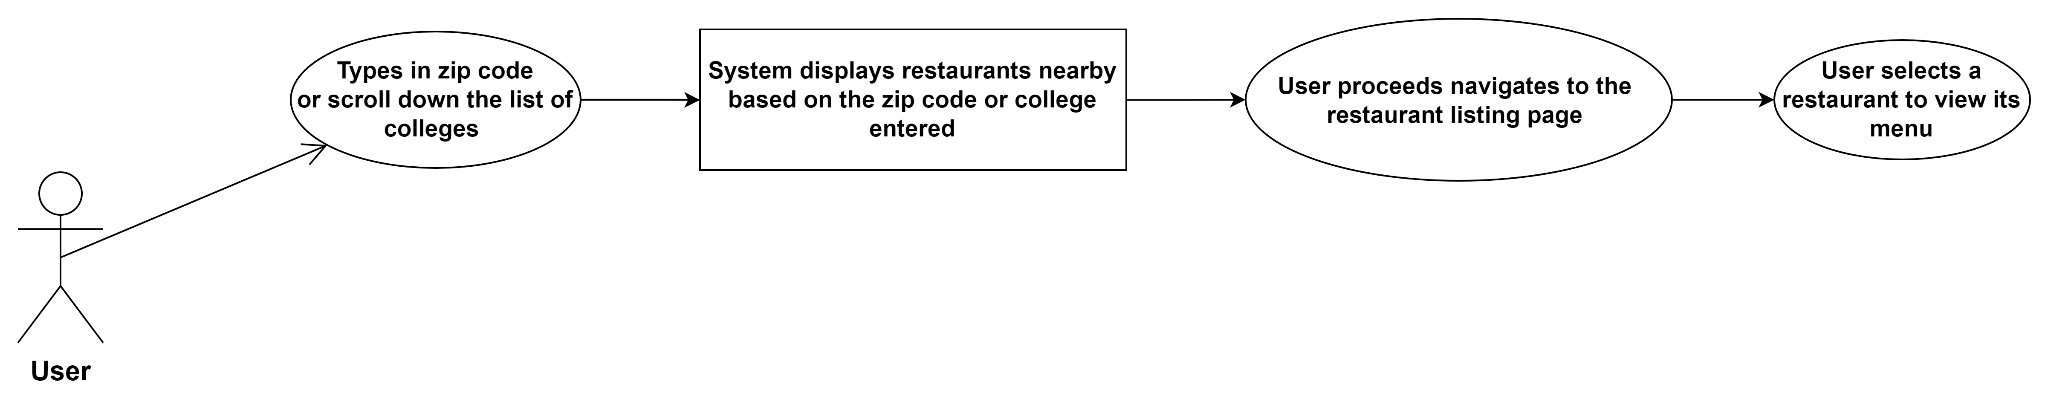 Types in zip code
or scroll down the list of
colleges
System displays restaurants nearby
based on the zip code or college
entered
User proceeds navigates to the
restaurant listing page
User selects a
restaurant to view its
menu
User